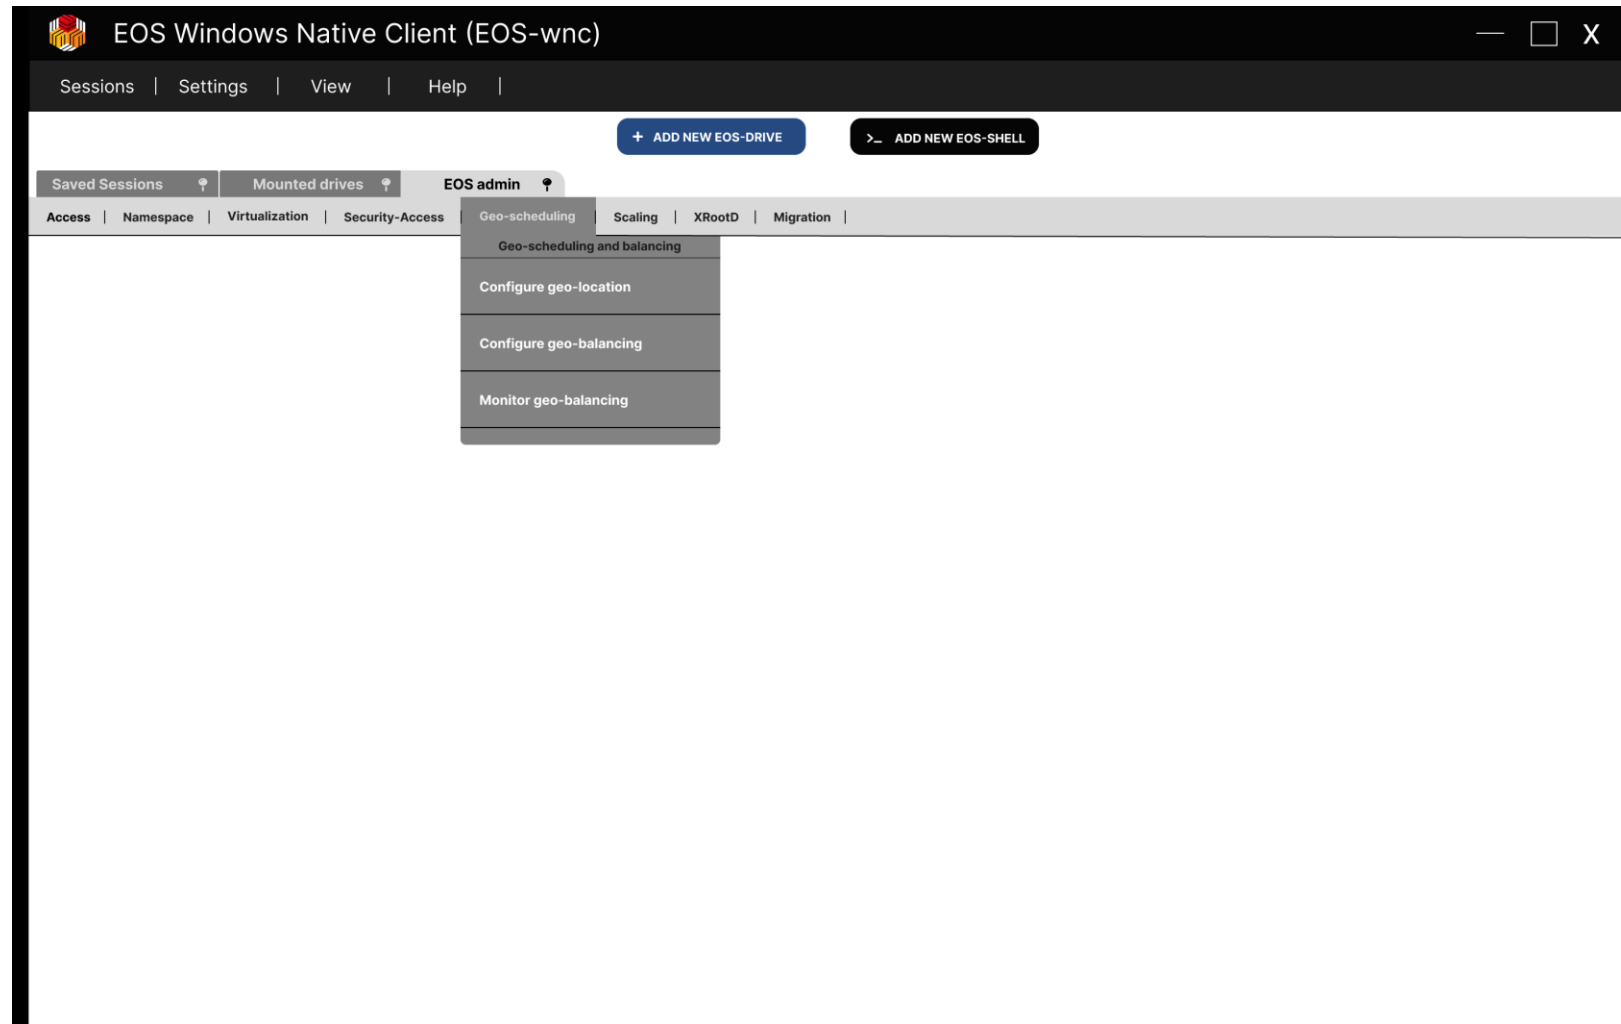 EOS Windows Native Client (EOS-wnc) X
Sessions | Settings | View | Help |
+ ADD NEW EOS-DRIVE >_ ADD NEW EOS-SHELL
Saved Sessions Mounted drives EOS admin
Access | Namespace | Virtualization | Security-Access | Geo-scheduling | Scaling | XRootD | Migration |
Geo-scheduling and balancing
Configure geo-location
Configure geo-balancing
Monitor geo-balancing